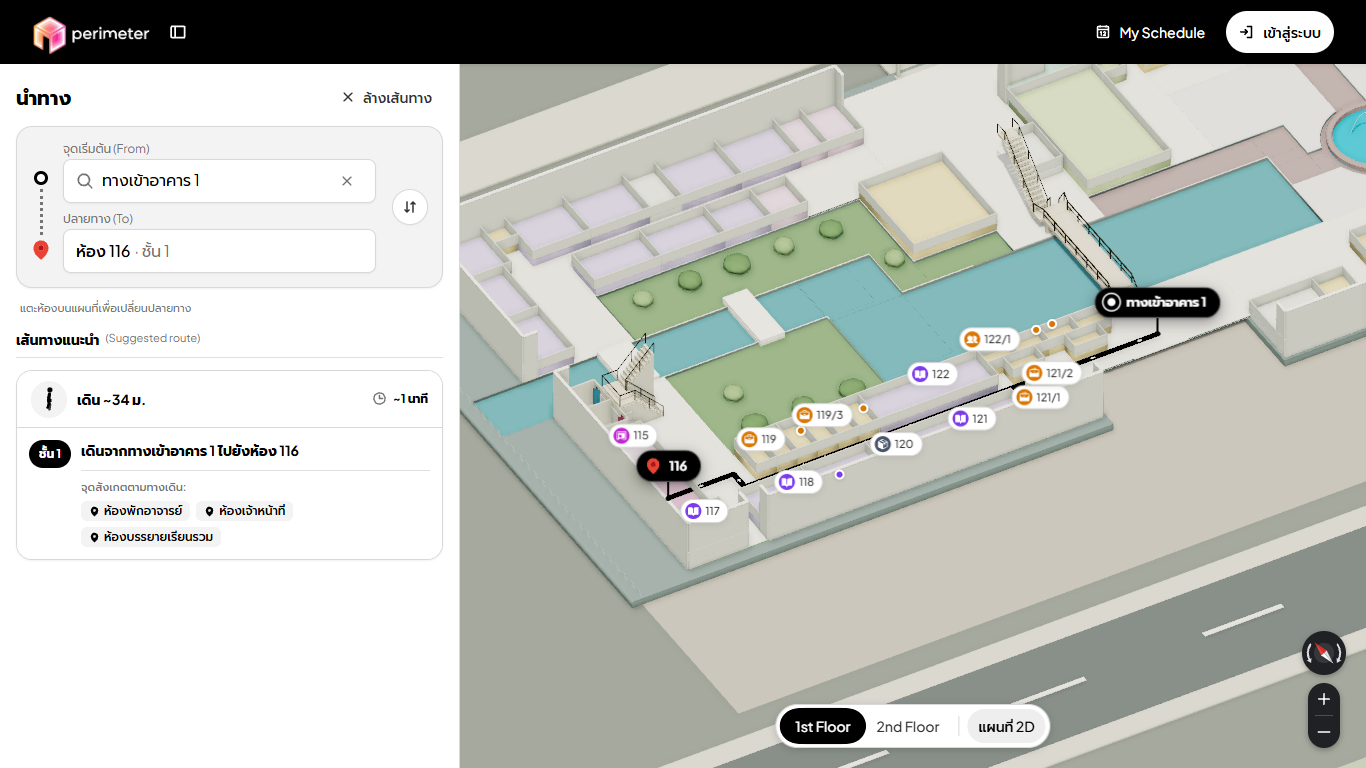 perimeter
My Schedule
เข้าสู่ระบบ
นำทาง
ล้างเส้นทาง
จุดเริ่มต้น (From)
ทางเข้าอาคาร 1
ปลายทาง (To)
ห้อง 116 · ชั้น 1
แตะห้องบนแผนที่เพื่อเปลี่ยนปลายทาง
เส้นทางแนะนำ (Suggested route)
เดิน ~34 ม.
~1 นาที
ชั้น 1
เดินจากทางเข้าอาคาร 1 ไปยังห้อง 116
จุดสังเกตตามทางเดิน:
ห้องพักอาจารย์
ห้องเจ้าหน้าที่
ห้องบรรยายเรียนรวม
ทางเข้าอาคาร 1
122/1
122
121/2
121/1
119/3
121
115
119
120
116
118
117
1st Floor
2nd Floor
แผนที่ 2D